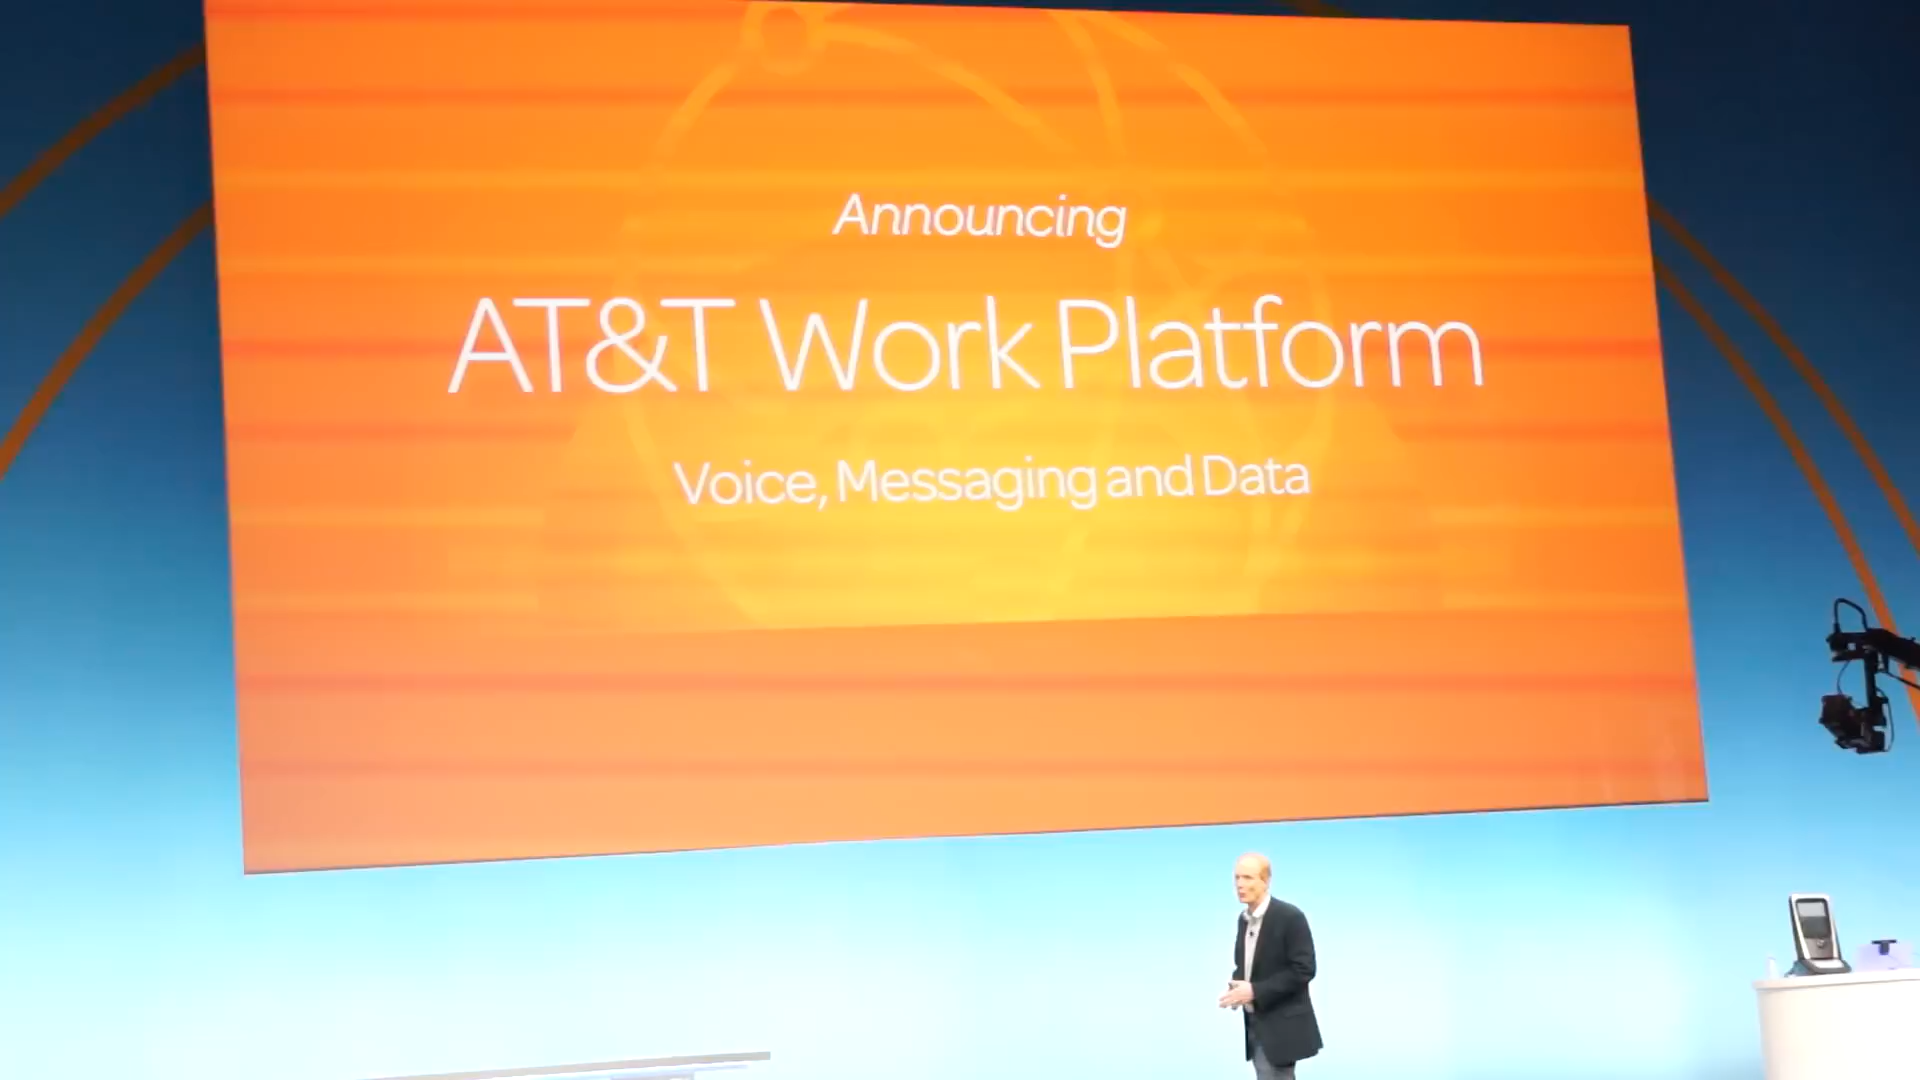 Announcing
AT&T Work Platform
Voice, Messaging and Data